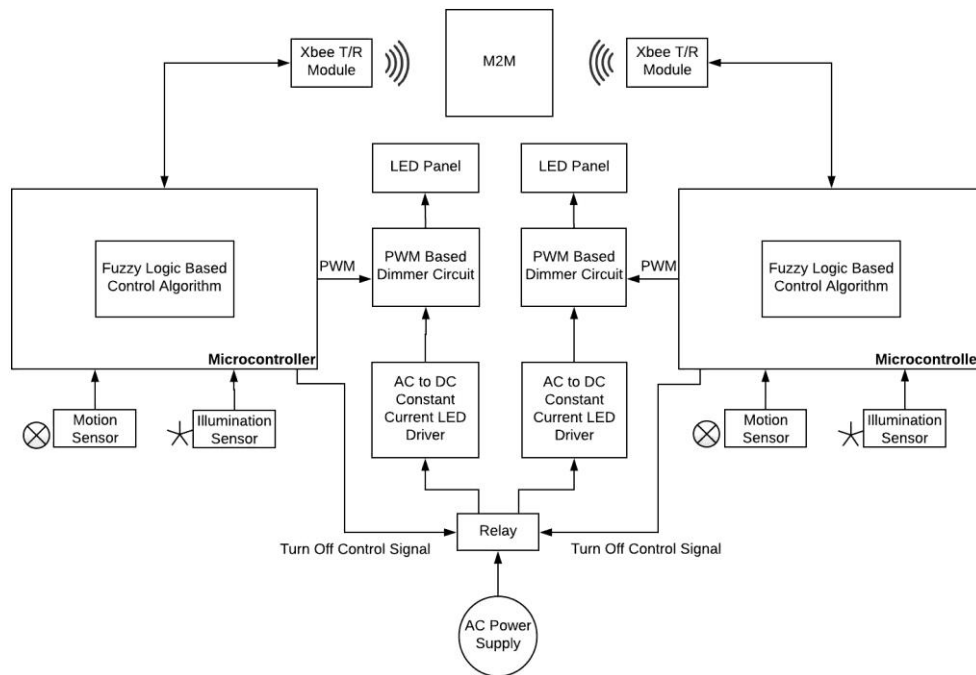 Xbee T/R
Module
M2M
Xbee T/R
Module
LED Panel
LED Panel
Fuzzy Logic Based
Control Algorithm
PWM
PWM Based
Dimmer Circuit
PWM Based
Dimmer Circuit
PWM
Fuzzy Logic Based
Control Algorithm
Microcontroller
Microcontroller
AC to DC
Constant
Current LED
Driver
AC to DC
Constant
Current LED
Driver
Motion
Sensor
Illumination
Sensor
Motion
Sensor
Illumination
Sensor
Relay
Turn Off Control Signal
Turn Off Control Signal
AC Power
Supply